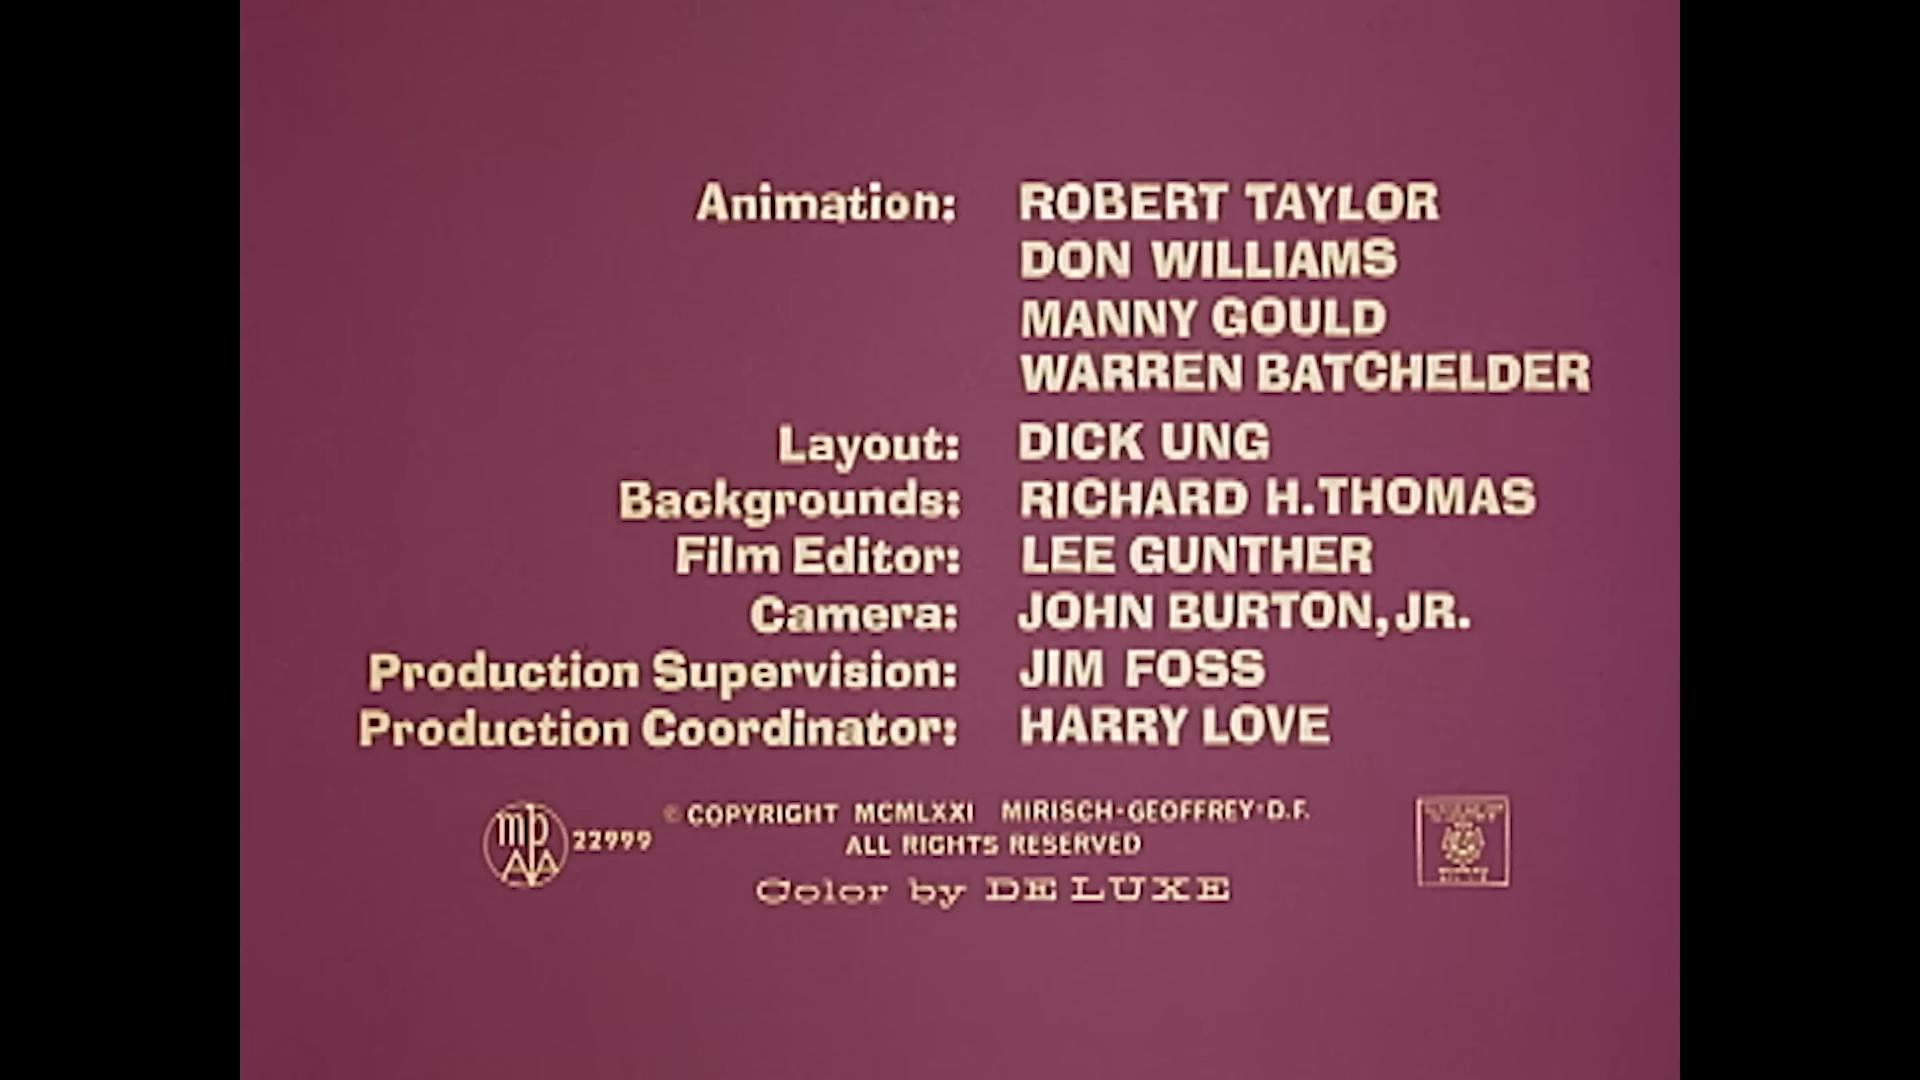 Animation: ROBERT TAYLOR
DON WILLIAMS
MANNY GOULD
WARREN BATCHELDER
Layout: DICK UNG
Backgrounds: RICHARD H. THOMAS
Film Editor: LEE GUNTHER
Camera: JOHN BURTON, JR.
Production Supervision: JIM FOSS
Production Coordinator: HARRY LOVE
© COPYRIGHT MCMLXXI MIRISCH-GEOFFREY-D.F.
mp AA 22999
ALL RIGHTS RESERVED
Color by DE LUXE